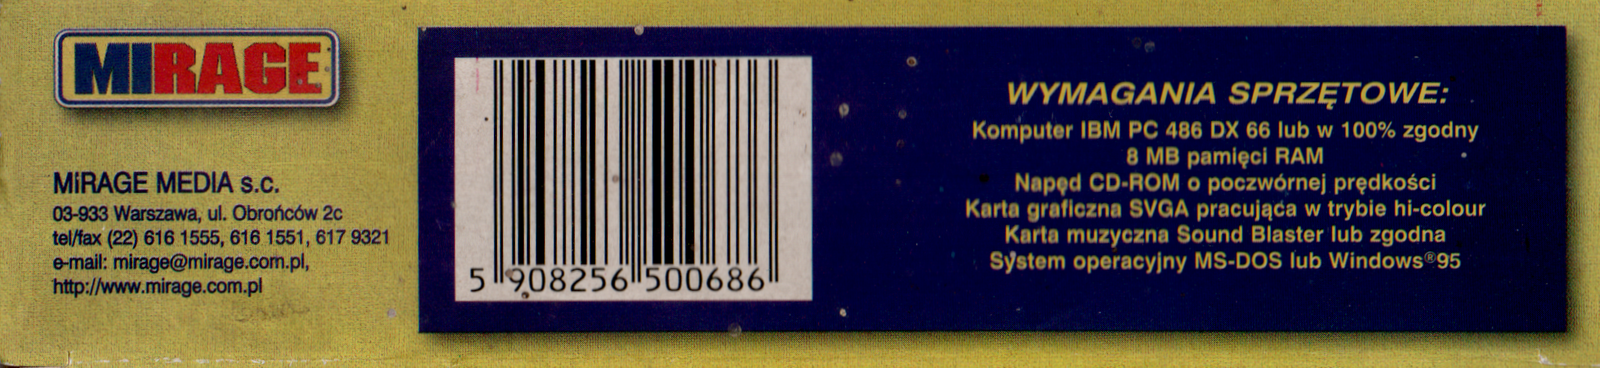 MIRAGE
MiRAGE MEDIA s.c.
03-933 Warszawa, ul. Obrońców 2c
tel/fax (22) 616 1555, 616 1551, 617 9321
e-mail: mirage@mirage.com.pl,
http://www.mirage.com.pl
5 908256 500686
WYMAGANIA SPRZĘTOWE:
Komputer IBM PC 486 DX 66 lub w 100% zgodny
8 MB pamięci RAM
Napęd CD-ROM o poczwórnej prędkości
Karta graficzna SVGA pracująca w trybie hi-colour
Karta muzyczna Sound Blaster lub zgodna
System operacyjny MS-DOS lub Windows®95